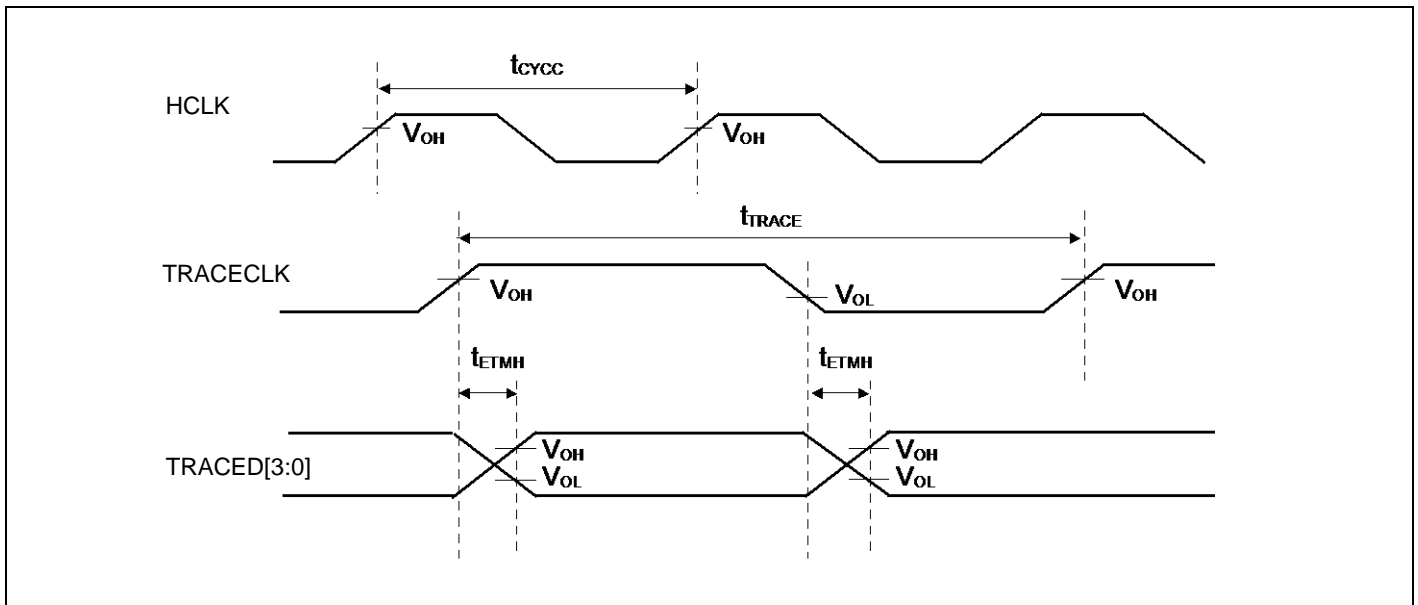 tCYCC
HCLK
VOH
VOH
tTRACE
TRACECLK
VOH
VOL
VOH
tETMH
tETMH
TRACED[3:0]
VOH
VOL
VOH
VOL